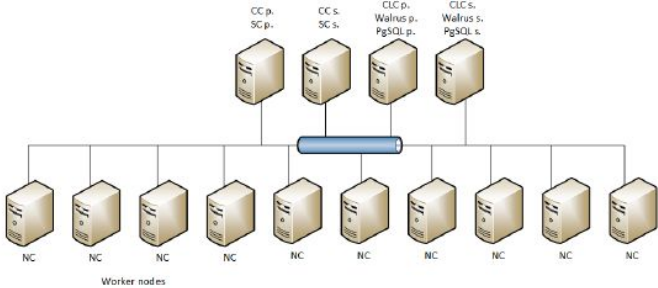 CC p.
SC p.
CC s.
SC s.
CLC p.
Walrus p.
PgSQL p.
CLC s.
Walrus s.
PgSQL s.
NC
NC
NC
NC
NC
NC
NC
NC
NC
NC
Worker nodes